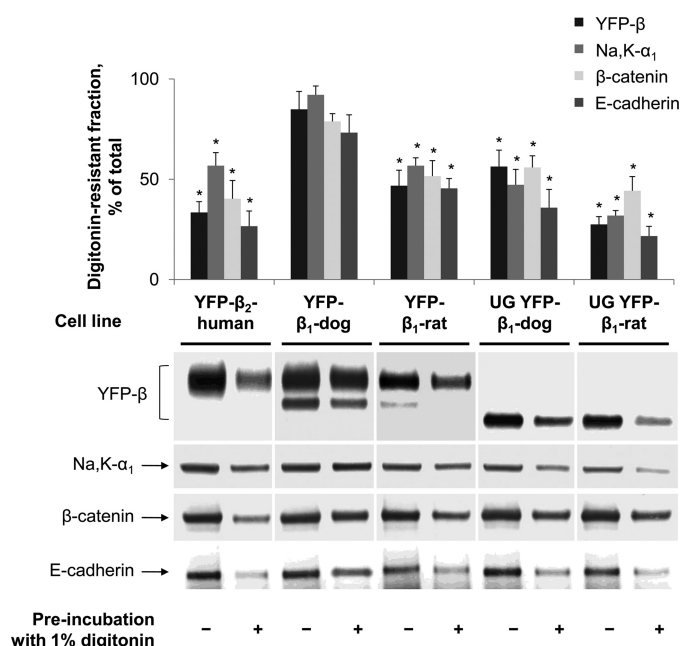 YFP-β
Na,K-α₁
β-catenin
E-cadherin
Digitonin-resistant fraction,
% of total
100
50
0
* * * *
* * * *
* * * *
* * * *
Cell line
YFP-β₂-
human
YFP-
β₁-dog
YFP-
β₁-rat
UG YFP-
β₁-dog
UG YFP-
β₁-rat
YFP-β
Na,K-α₁
β-catenin
E-cadherin
Pre-incubation
with 1% digitonin
– + – + – + – + – +